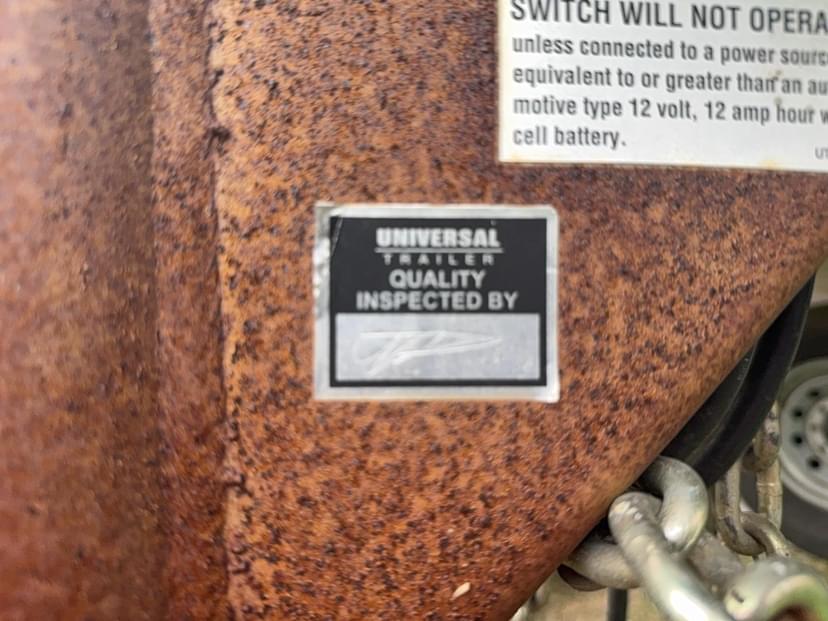 SWITCH WILL NOT OPERA
unless connected to a power sourc
equivalent to or greater than an au
motive type 12 volt, 12 amp hour w
cell battery.
UNIVERSAL
TRAILER
QUALITY
INSPECTED BY